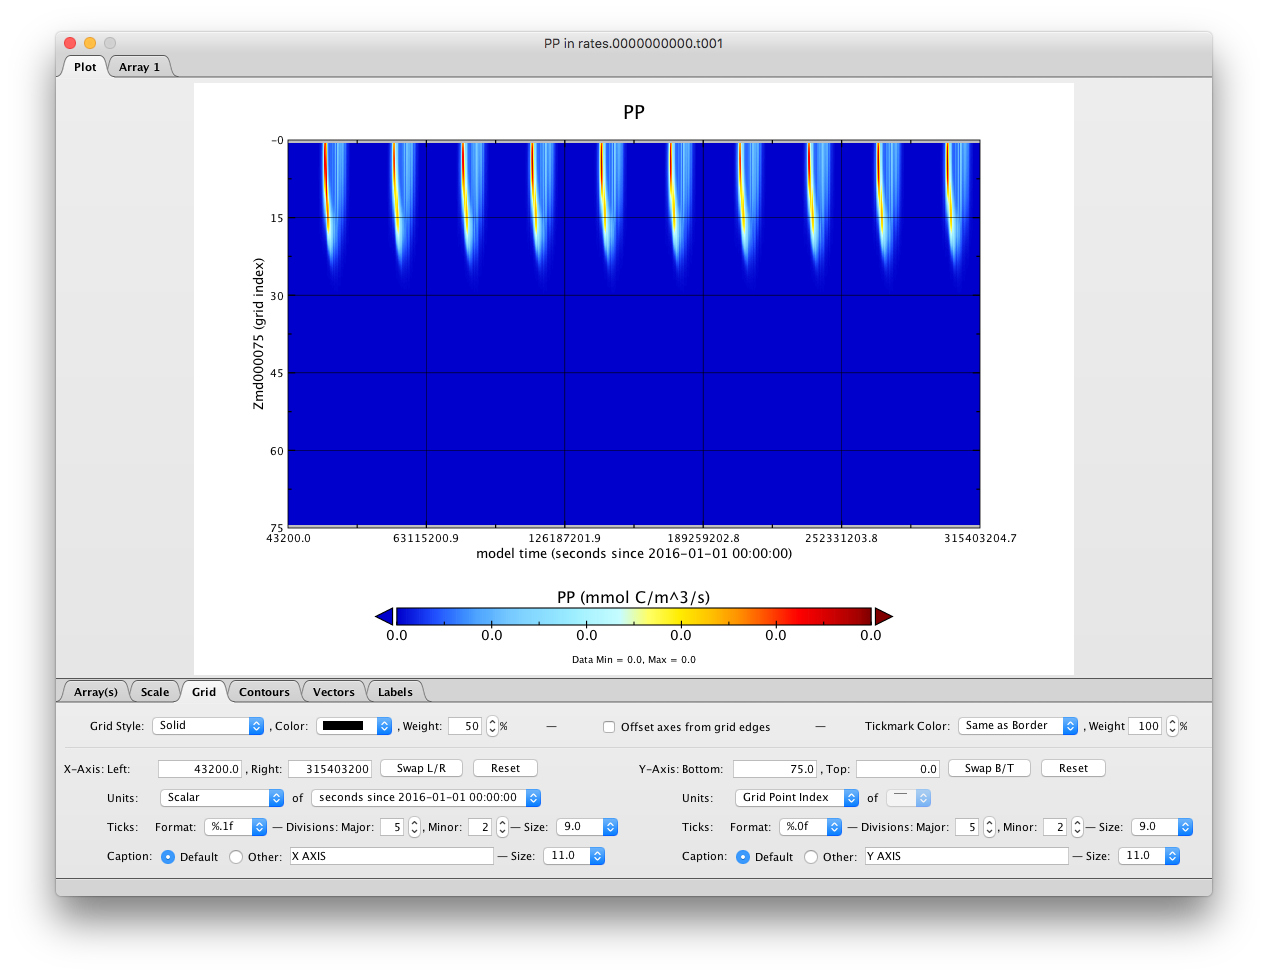 PP in rates.0000000000.t001
Plot Array 1
PP
-0
15
30
45
60
75
Zmd000075 (grid index)
43200.0 63115200.9 126187201.9 189259202.8 252331203.8 315403204.7
model time (seconds since 2016-01-01 00:00:00)
PP (mmol C/m^3/s)
0.0 0.0 0.0 0.0 0.0 0.0
Data Min = 0.0, Max = 0.0
Array(s) Scale Grid Contours Vectors Labels
Grid Style: Solid , Color: , Weight: 50 % — Offset axes from grid edges — Tickmark Color: Same as Border , Weight 100 %
X-Axis: Left: 43200.0 , Right: 315403200 Swap L/R Reset Y-Axis: Bottom: 75.0 , Top: 0.0 Swap B/T Reset
Units: Scalar of seconds since 2016-01-01 00:00:00 Units: Grid Point Index of —
Ticks: Format: %.1f — Divisions: Major: 5 , Minor: 2 — Size: 9.0 Ticks: Format: %.0f — Divisions: Major: 5 , Minor: 2 — Size: 9.0
Caption: Default Other: X AXIS — Size: 11.0 Caption: Default Other: Y AXIS — Size: 11.0